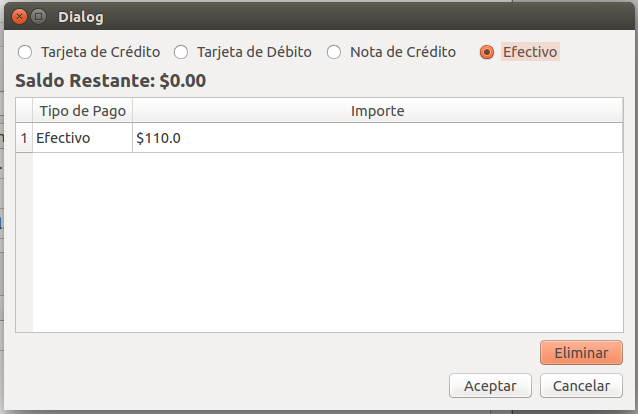 Dialog
Tarjeta de Crédito Tarjeta de Débito Nota de Crédito Efectivo
Saldo Restante: $0.00
Tipo de Pago Importe
1 Efectivo $110.0
Eliminar
Aceptar Cancelar